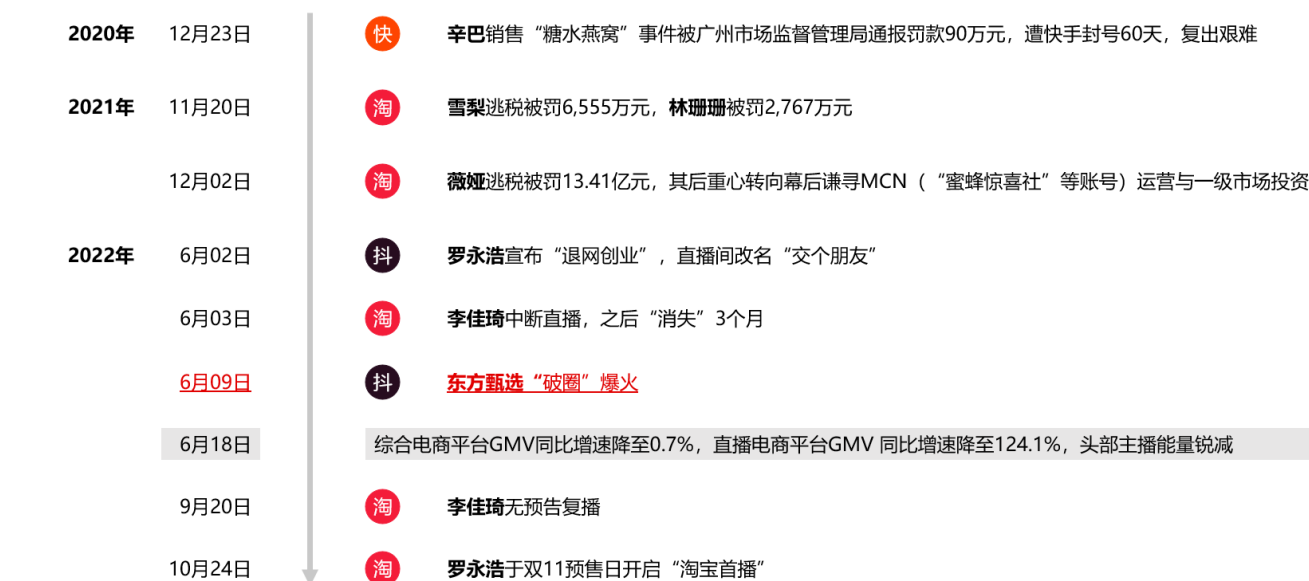 2020年 12月23日 快 辛巴销售“糖水燕窝”事件被广州市场监督管理局通报罚款90万元，遭快手封号60天，复出艰难
2021年 11月20日 淘 雪梨逃税被罚6,555万元，林珊珊被罚2,767万元
12月02日 淘 薇娅逃税被罚13.41亿元，其后重心转向幕后谦寻MCN（“蜜蜂惊喜社”等账号）运营与一级市场投资
2022年 6月02日 抖 罗永浩宣布“退网创业”，直播间改名“交个朋友”
6月03日 淘 李佳琦中断直播，之后“消失”3个月
6月09日 抖 东方甄选“破圈”爆火
6月18日 综合电商平台GMV同比增速降至0.7%，直播电商平台GMV 同比增速降至124.1%，头部主播能量锐减
9月20日 淘 李佳琦无预告复播
10月24日 淘 罗永浩于双11预售日开启“淘宝首播”